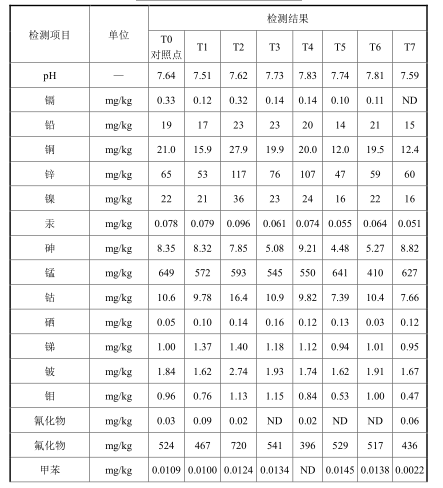 检测项目 单位 检测结果
T0 对照点 T1 T2 T3 T4 T5 T6 T7
pH — 7.64 7.51 7.62 7.73 7.83 7.74 7.81 7.59
镉 mg/kg 0.33 0.12 0.32 0.14 0.14 0.10 0.11 ND
铅 mg/kg 19 17 23 23 20 14 21 15
铜 mg/kg 21.0 15.9 27.9 19.9 20.0 12.0 19.5 12.4
锌 mg/kg 65 53 117 76 107 47 59 60
镍 mg/kg 22 21 36 23 24 16 22 16
汞 mg/kg 0.078 0.079 0.096 0.061 0.074 0.055 0.064 0.051
砷 mg/kg 8.35 8.32 7.85 5.08 9.21 4.48 5.27 8.82
锰 mg/kg 649 572 593 545 550 641 410 627
钴 mg/kg 10.6 9.78 16.4 10.9 9.82 7.39 10.4 7.66
硒 mg/kg 0.05 0.10 0.14 0.16 0.12 0.13 0.03 0.12
锑 mg/kg 1.00 1.37 1.40 1.18 1.12 0.94 1.01 0.95
铍 mg/kg 1.84 1.62 2.74 1.93 1.74 1.62 1.91 1.67
钼 mg/kg 0.96 0.76 1.13 1.15 0.84 0.53 1.00 0.47
氰化物 mg/kg 0.03 0.09 0.02 ND 0.02 ND ND 0.06
氟化物 mg/kg 524 467 720 541 396 529 517 436
甲苯 mg/kg 0.0109 0.0100 0.0124 0.0134 ND 0.0145 0.0138 0.0022